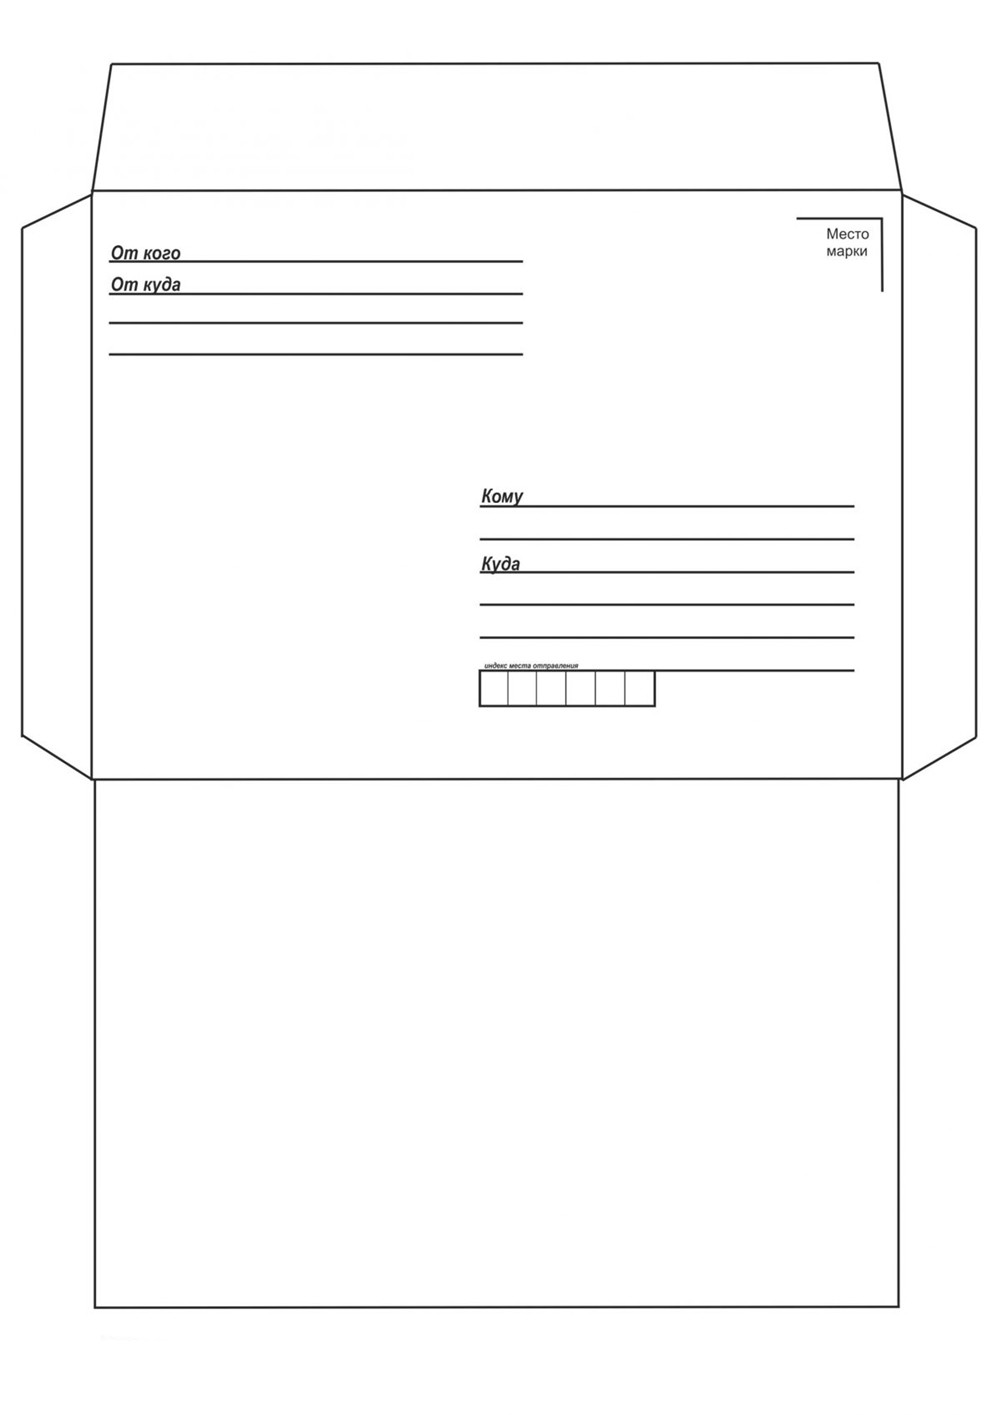 Место
марки
От кого
От куда
Кому
Куда
индекс места отправления